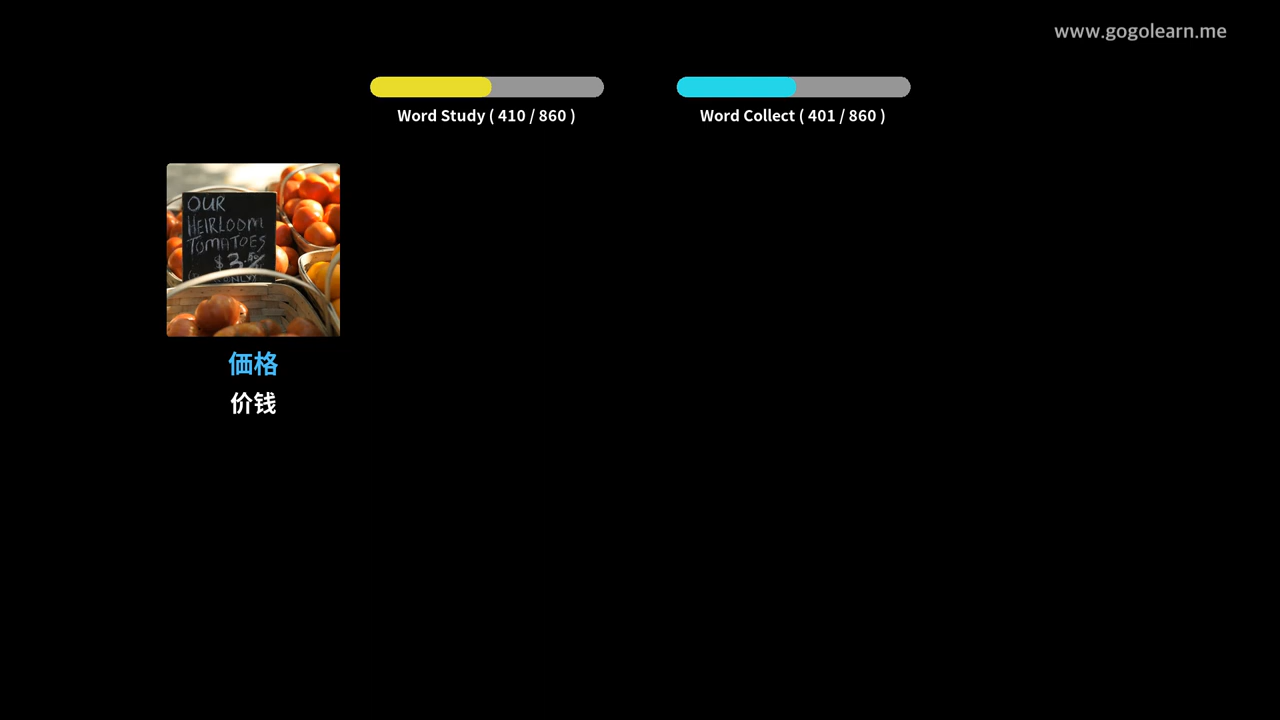 www.gogolearn.me
Word Study ( 410 / 860 )
Word Collect ( 401 / 860 )
OUR
HEIRLOOM
TOMATOES
価格
价钱